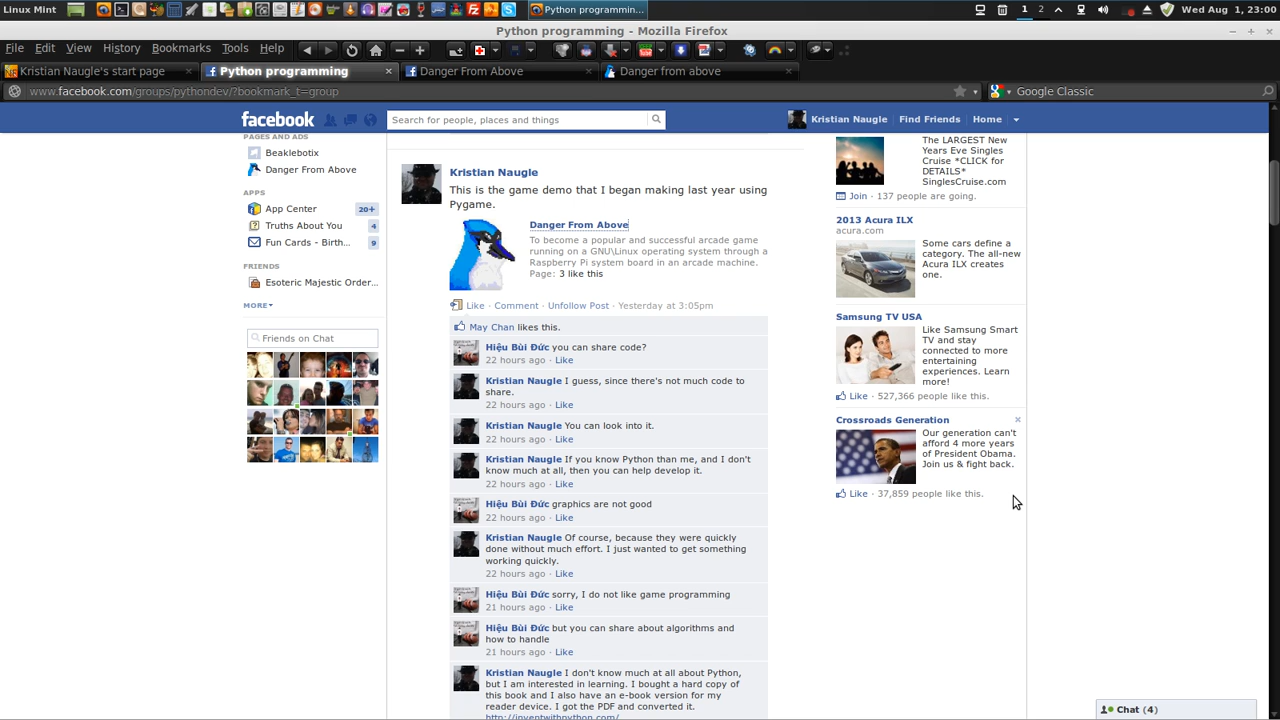 Linux Mint
Python programmin...
1 2
Wed Aug 1, 23:00
Python programming - Mozilla Firefox
File Edit View History Bookmarks Tools Help
Kristian Naugle's start page
Python programming
Danger From Above
Danger from above
www.facebook.com/groups/pythondev/?bookmark_t=group
Google Classic
facebook
Search for people, places and things
Kristian Naugle Find Friends Home
PAGES AND ADS
Beaklebotix
Danger From Above
APPS
App Center 20+
Truths About You 4
Fun Cards - Birth... 9
FRIENDS
Esoteric Majestic Order...
MORE
Friends on Chat
Kristian Naugle
This is the game demo that I began making last year using
Pygame.
Danger From Above
To become a popular and successful arcade game
running on a GNU\Linux operating system through a
Raspberry Pi system board in an arcade machine.
Page: 3 like this
Like · Comment · Unfollow Post · Yesterday at 3:05pm
May Chan likes this.
Hiệu Bùi Đức you can share code?
22 hours ago · Like
Kristian Naugle I guess, since there's not much code to
share.
22 hours ago · Like
Kristian Naugle You can look into it.
22 hours ago · Like
Kristian Naugle If you know Python than me, and I don't
know much at all, then you can help develop it.
22 hours ago · Like
Hiệu Bùi Đức graphics are not good
22 hours ago · Like
Kristian Naugle Of course, because they were quickly
done without much effort. I just wanted to get something
working quickly.
22 hours ago · Like
Hiệu Bùi Đức sorry, I do not like game programming
21 hours ago · Like
Hiệu Bùi Đức but you can share about algorithms and
how to handle
21 hours ago · Like
Kristian Naugle I don't know much at all about Python,
but I am interested in learning. I bought a hard copy of
this book and I also have an e-book version for my
reader device. I got the PDF and converted it.
http://inventwithpython.com/
The LARGEST New
Years Eve Singles
Cruise *CLICK for
DETAILS*
SinglesCruise.com
Join · 137 people are going.
2013 Acura ILX
acura.com
Some cars define a
category. The all-new
Acura ILX creates
one.
Samsung TV USA
Like Samsung Smart
TV and stay
connected to more
entertaining
experiences. Learn
more!
Like · 527,366 people like this.
Crossroads Generation
Our generation can't
afford 4 more years
of President Obama.
Join us & fight back.
Like · 37,859 people like this.
Chat (4)